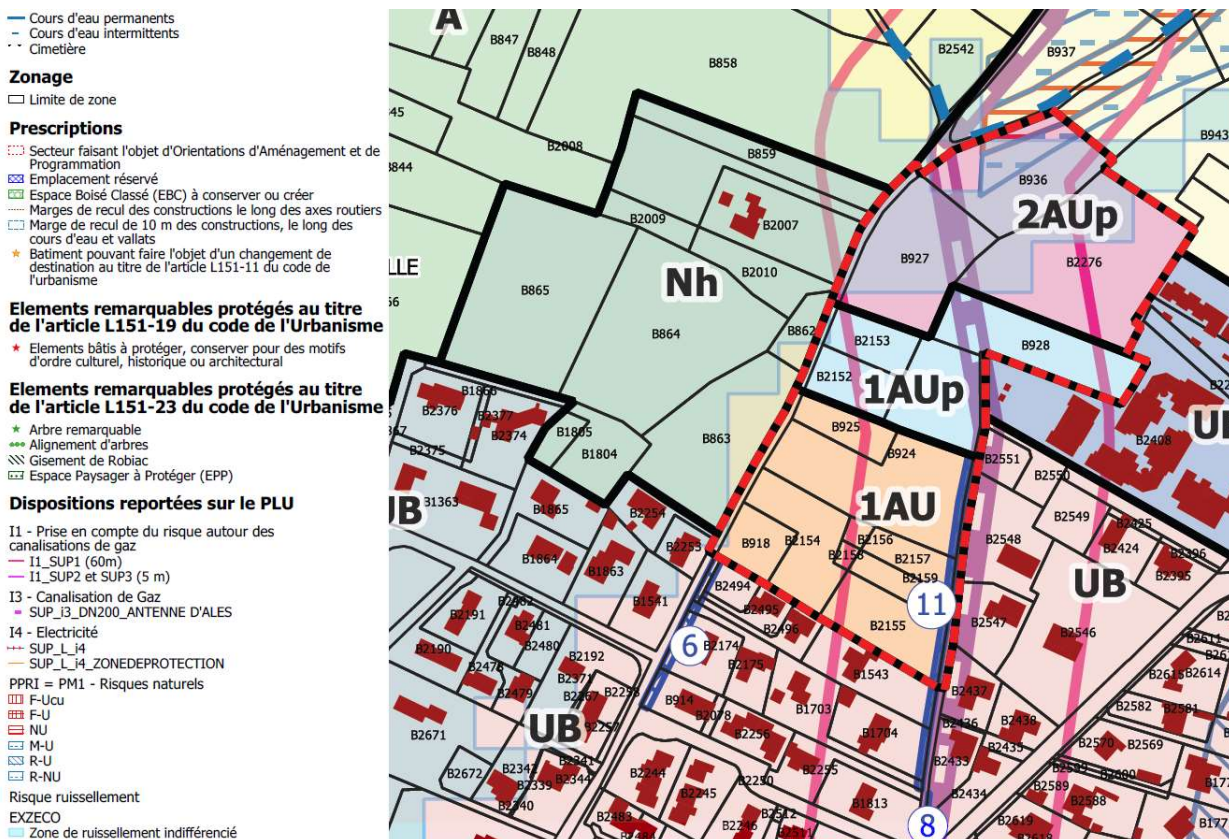 Cours d'eau permanents
Cours d'eau intermittents
Cimetière
Zonage
Limite de zone
Prescriptions
Secteur faisant l'objet d'Orientations d'Aménagement et de
Programmation
Emplacement réservé
Espace Boisé Classé (EBC) à conserver ou créer
Marges de recul des constructions le long des axes routiers
Marge de recul de 10 m des constructions, le long des
cours d'eau et vallats
Batiment pouvant faire l'objet d'un changement de
destination au titre de l'article L151-11 du code de
l'urbanisme
Elements remarquables protégés au titre
de l'article L151-19 du code de l'Urbanisme
Elements bâtis à protéger, conserver pour des motifs
d'ordre culturel, historique ou architectural
Elements remarquables protégés au titre
de l'article L151-23 du code de l'Urbanisme
Arbre remarquable
Alignement d'arbres
Gisement de Robiac
Espace Paysager à Protéger (EPP)
Dispositions reportées sur le PLU
I1 - Prise en compte du risque autour des
canalisations de gaz
I1_SUP1 (60m)
I1_SUP2 et SUP3 (5 m)
I3 - Canalisation de Gaz
SUP_i3_DN200_ANTENNE D'ALES
I4 - Electricité
SUP_L_i4
SUP_L_i4_ZONEDEPROTECTION
PPRI = PM1 - Risques naturels
F-Ucu
F-U
NU
M-U
R-U
R-NU
Risque ruissellement
EXZECO
Zone de ruissellement indifférencié
A
B847
B848
B858
B2542
B937
B943
B2008
B859
B936
2AUp
B2009
B2007
B927
B2276
Nh
B2010
B865
B864
B862
B2153
B928
B2152
1AUp
B1866
B2376
B2377
B2374
B1805
B1804
B2375
B863
B925
B924
B2408
B2551
B2550
B1363
B1865
B2254
1AU
B2549
B2425
B2424
B2396
B2395
B918
B2154
B2156
B2158
B2157
B2159
B2548
B1864
B1863
B2253
UB
B2494
B1541
B2495
B2496
11
B2155
B2547
B2546
B2191
B2481
B2480
B2190
B2192
6
B2174
B2175
B1543
B2371
B2479
B2437
B2615
B2614
B914
B2078
B1703
B2436
B2438
B2582
B2581
B2671
UB
B2256
B1704
B2435
B2570
B2569
B2672
B2342
B2341
B2339
B2344
B2340
B2244
B2245
B2250
B2255
B2433
B2434
B2589
B2588
B2483
B2246
B2512
B1813
8
B2619